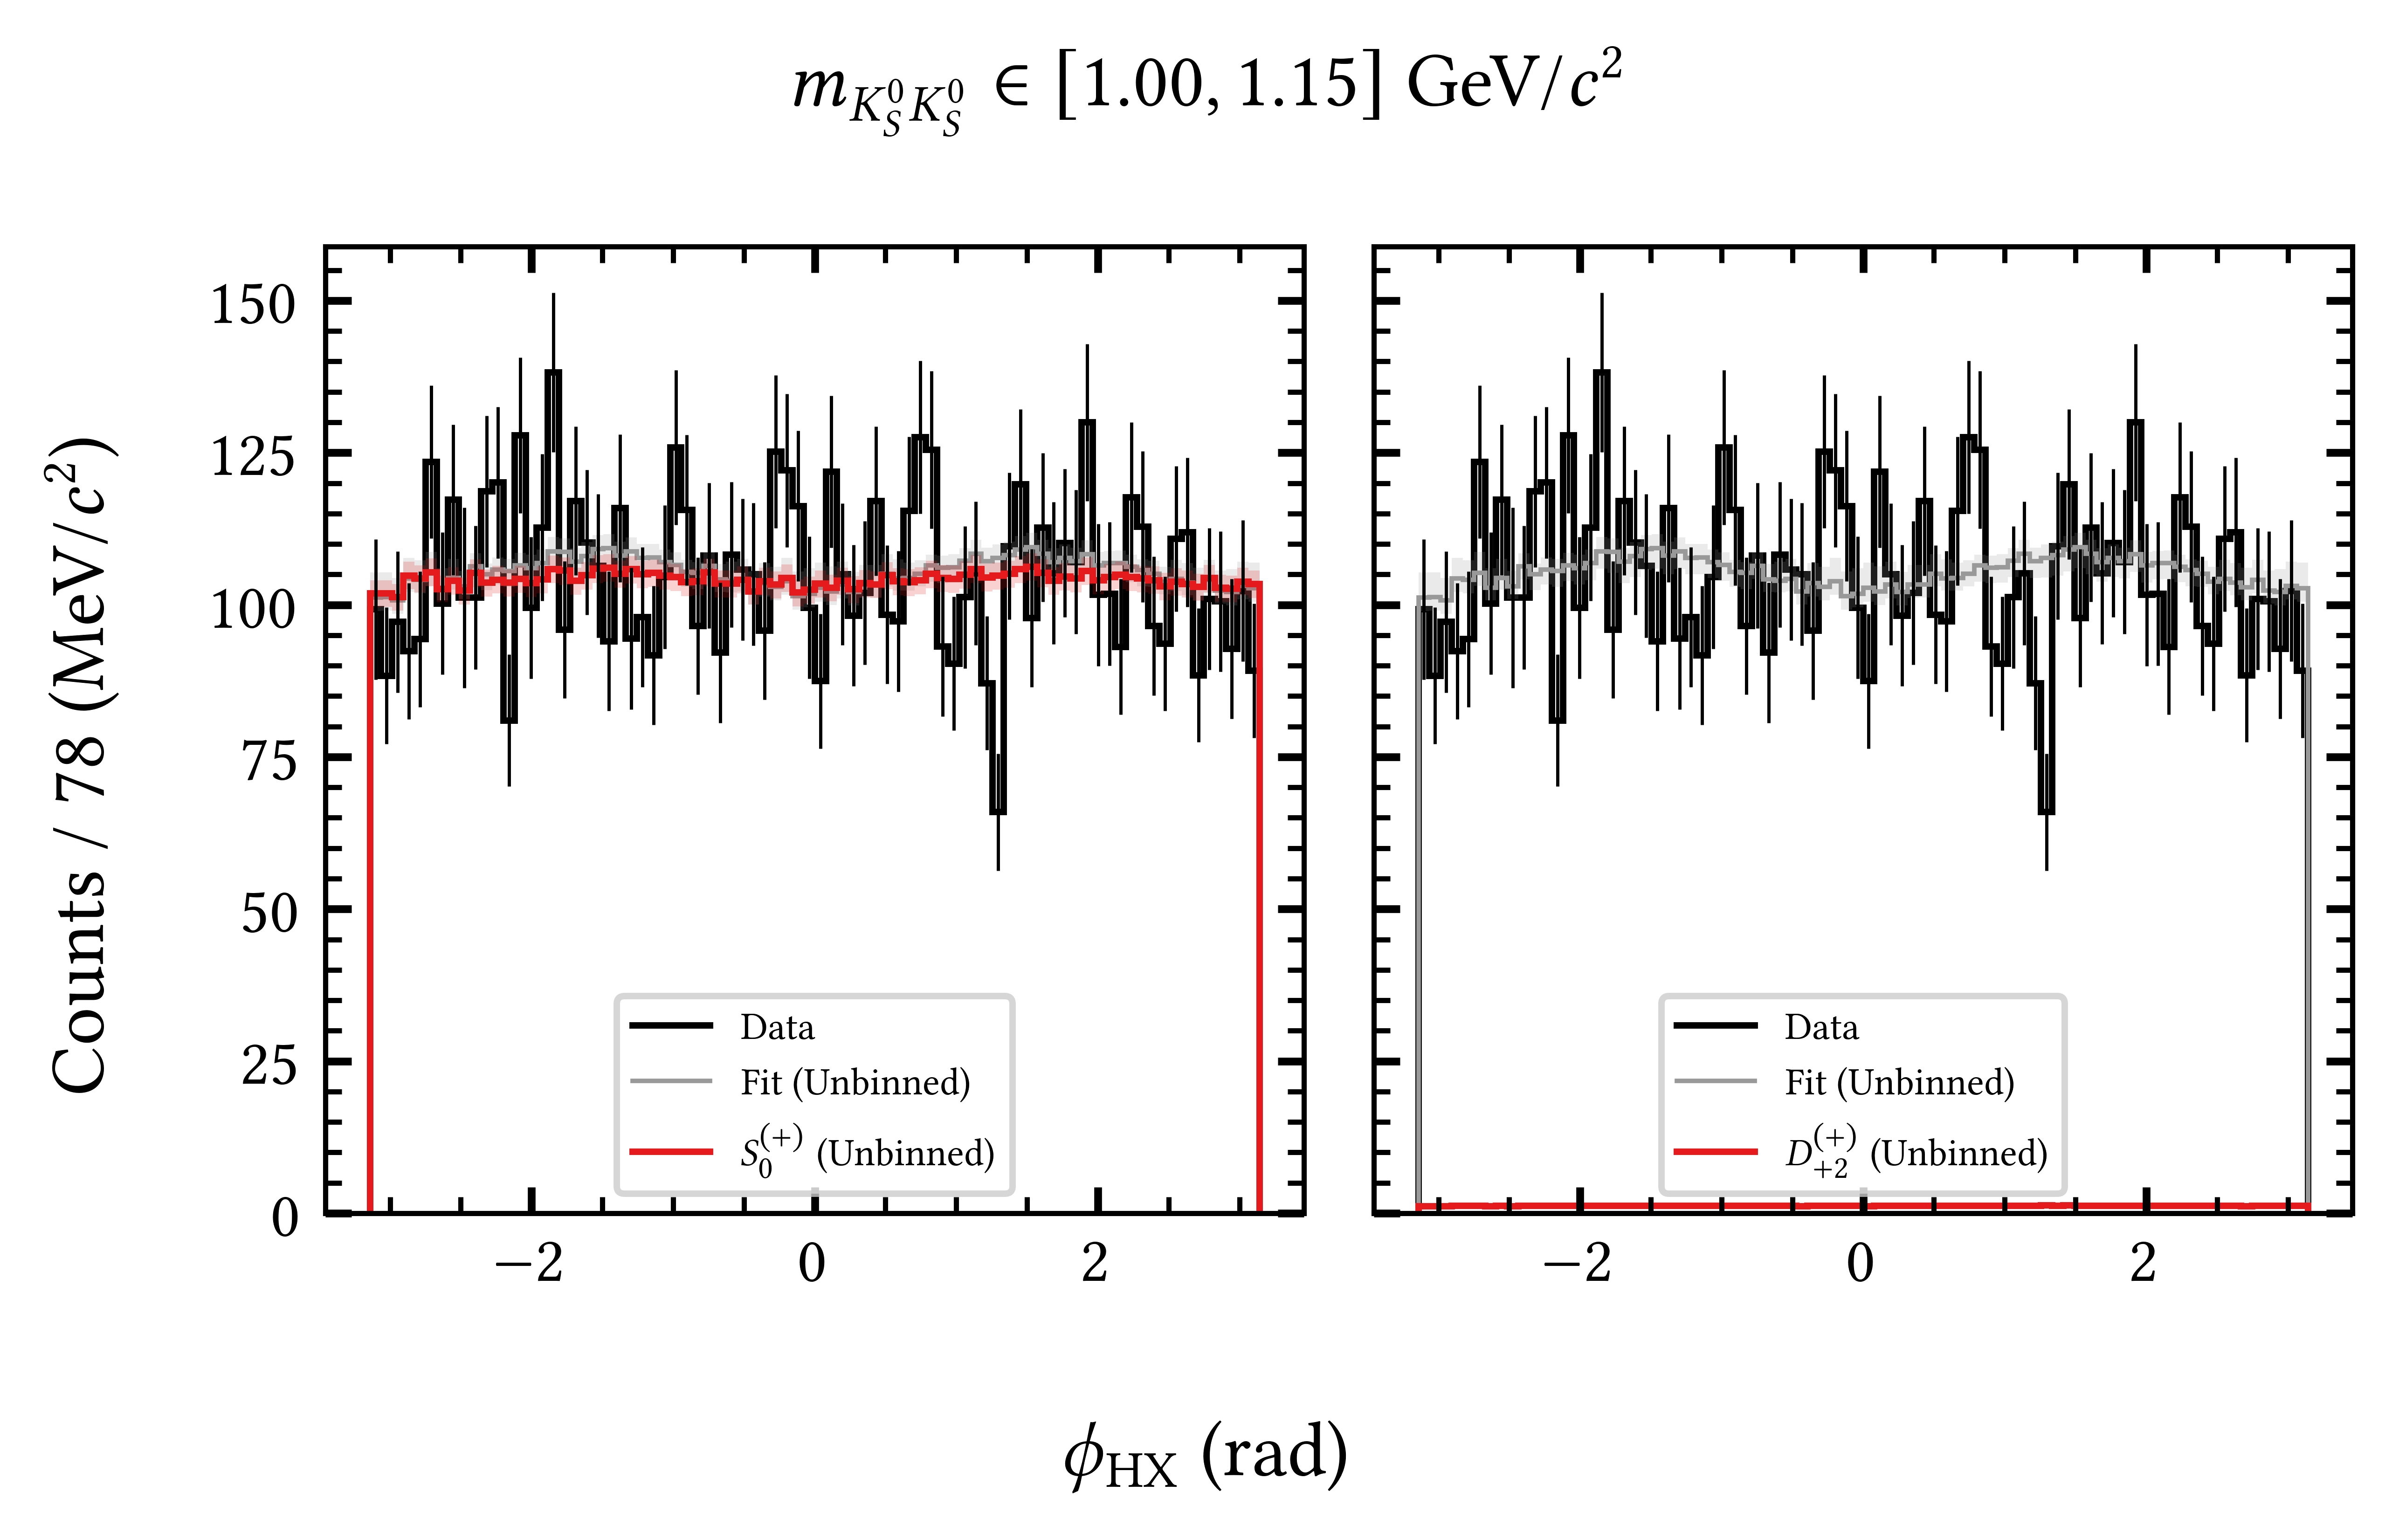 m_{K_S^0 K_S^0} ∈ [1.00, 1.15] GeV/c²
Counts / 78 (MeV/c²)
150
125
100
75
50
25
0
Data
Fit (Unbinned)
S_0^{(+)} (Unbinned)
−2
0
2
Data
Fit (Unbinned)
D_{+2}^{(+)} (Unbinned)
−2
0
2
ϕ_{HX} (rad)